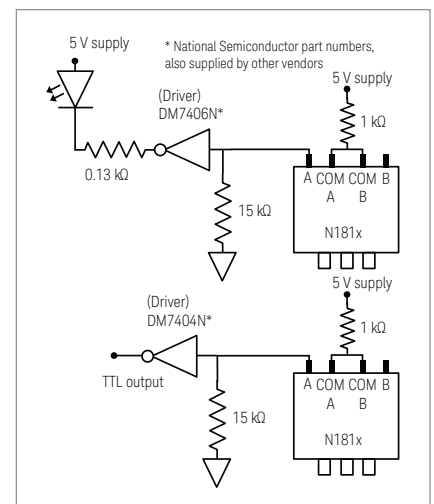 5 V supply
* National Semiconductor part numbers,
also supplied by other vendors
5 V supply
(Driver)
DM7406N*
1 kΩ
0.13 kΩ
A COM COM B
A B
15 kΩ
N181x
5 V supply
(Driver)
DM7404N*
1 kΩ
TTL output
A COM COM B
A B
15 kΩ
N181x